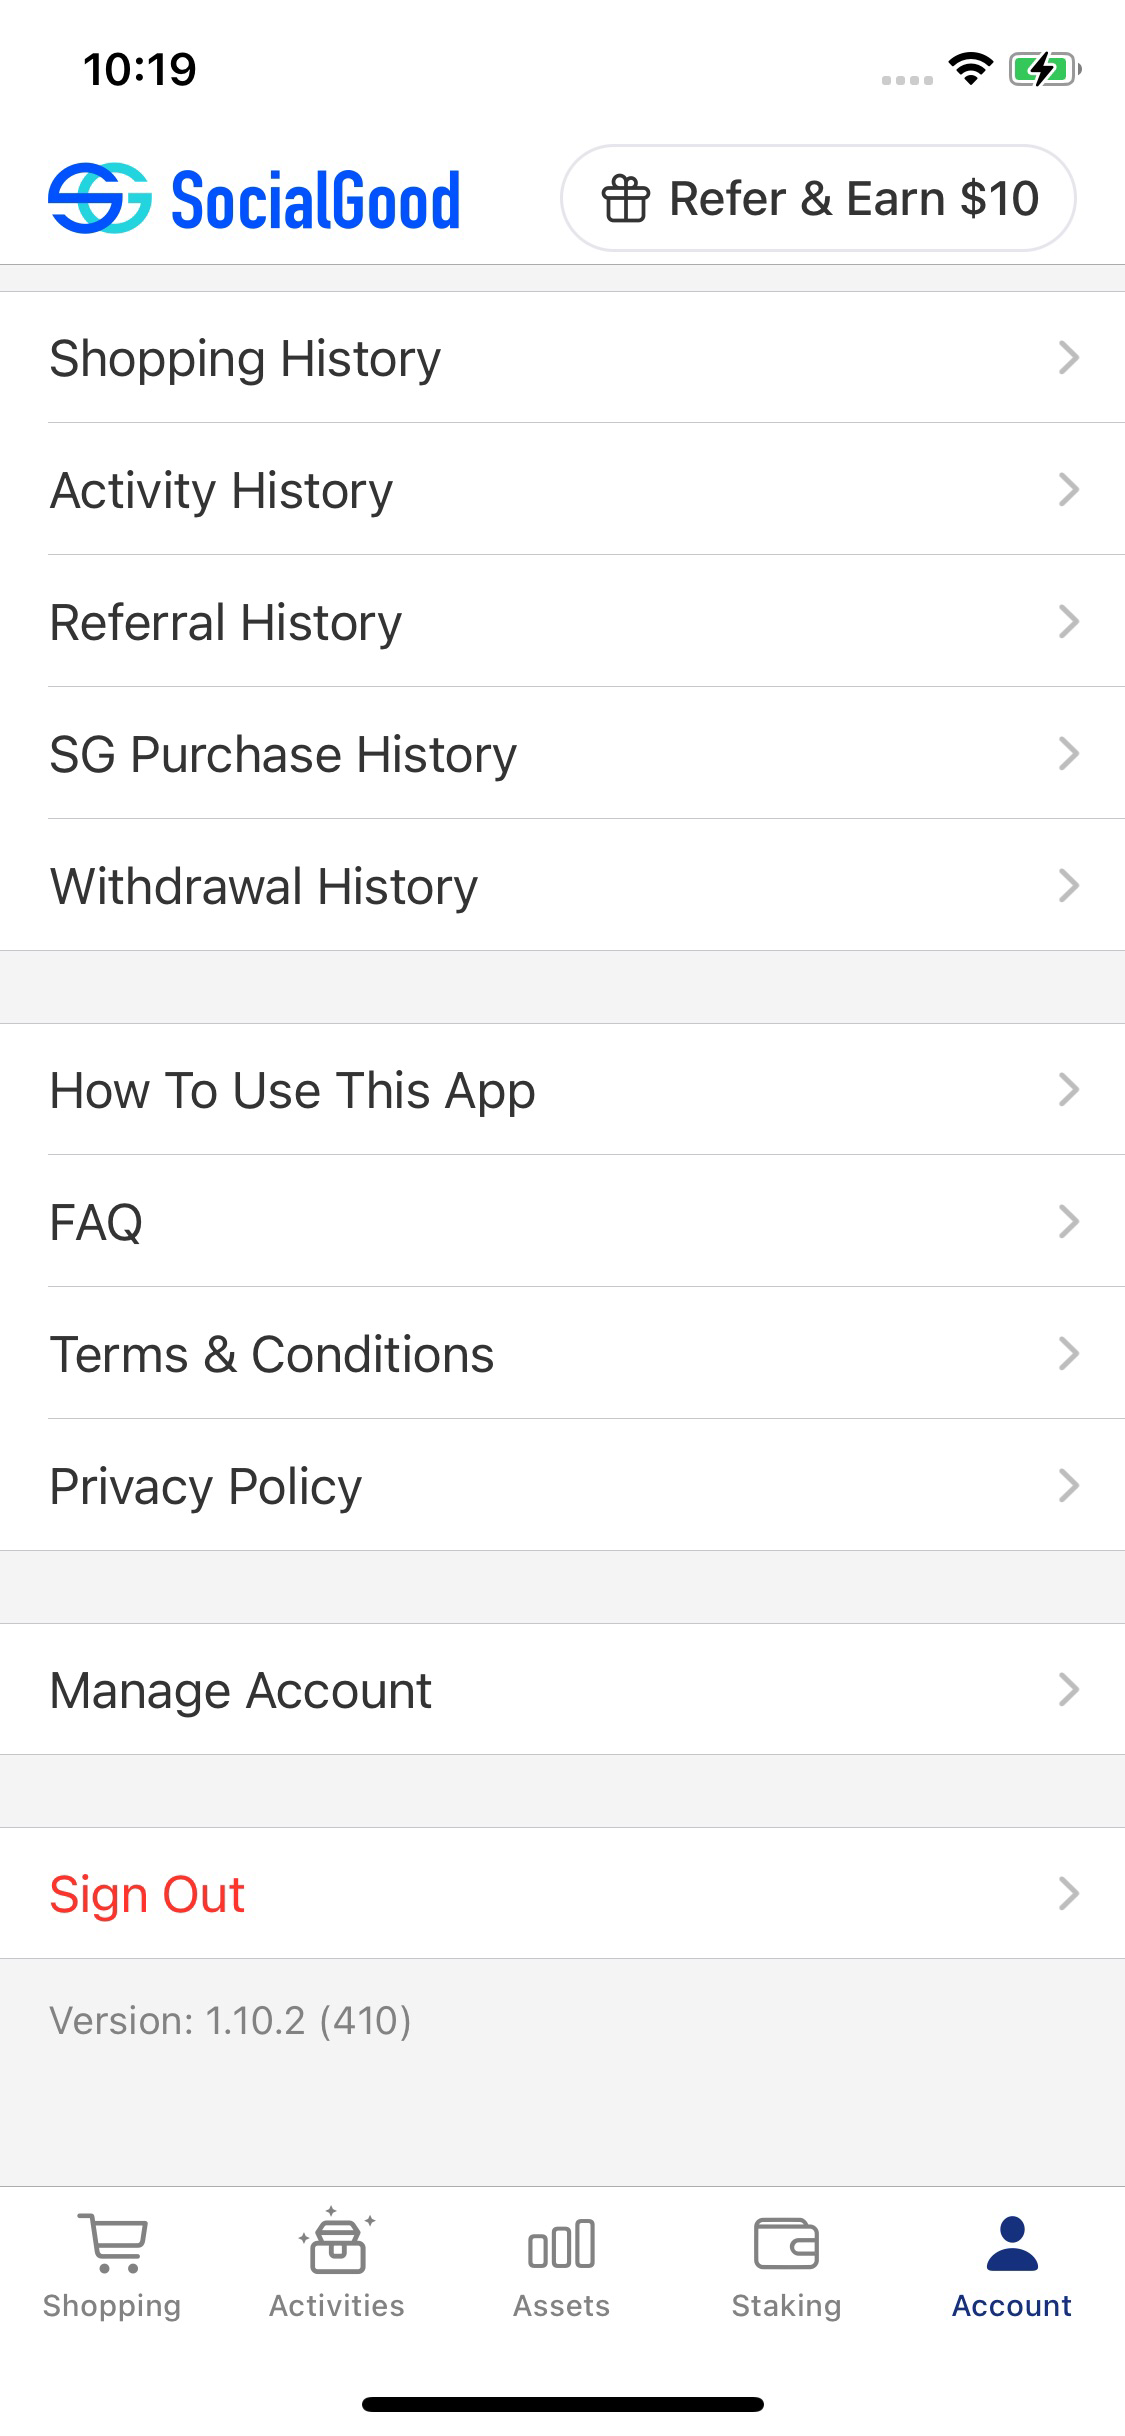 10:19
SocialGood
Refer & Earn $10
Shopping History
Activity History
Referral History
SG Purchase History
Withdrawal History
How To Use This App
FAQ
Terms & Conditions
Privacy Policy
Manage Account
Sign Out
Version: 1.10.2 (410)
Shopping
Activities
Assets
Staking
Account